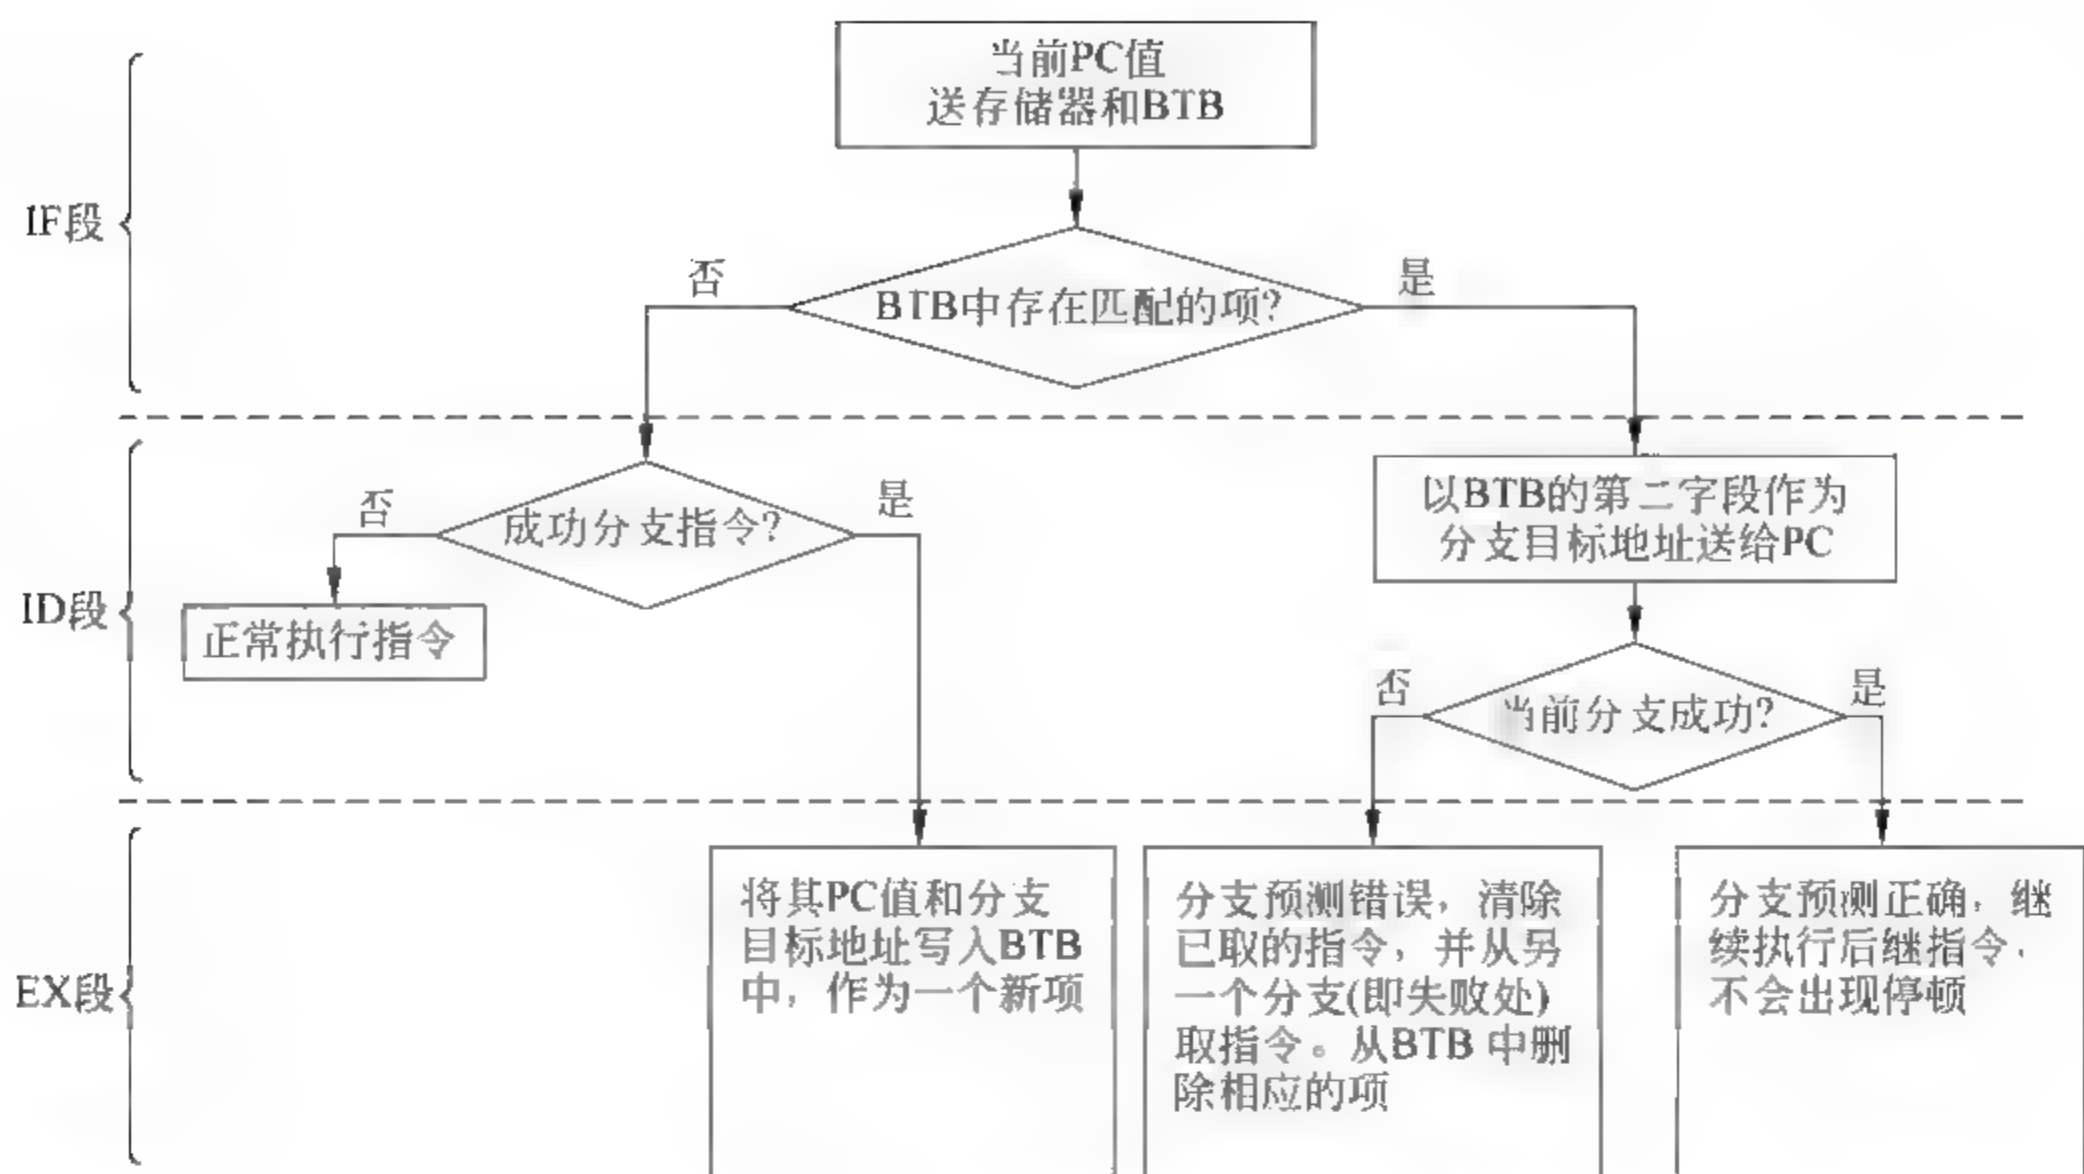 当前PC值
送存储器和BTB
IF段
否
是
BTB中存在匹配的项?
否
成功分支指令?
是
以BTB的第二字段作为
分支目标地址送给PC
ID段
正常执行指令
否
当前分支成功?
是
EX段
将其PC值和分支
目标地址写入BTB
中，作为一个新项
分支预测错误，清除
已取的指令，并从另
一个分支(即失败处)
取指令。从BTB 中删
除相应的项
分支预测正确，继
续执行后继指令，
不会出现停顿